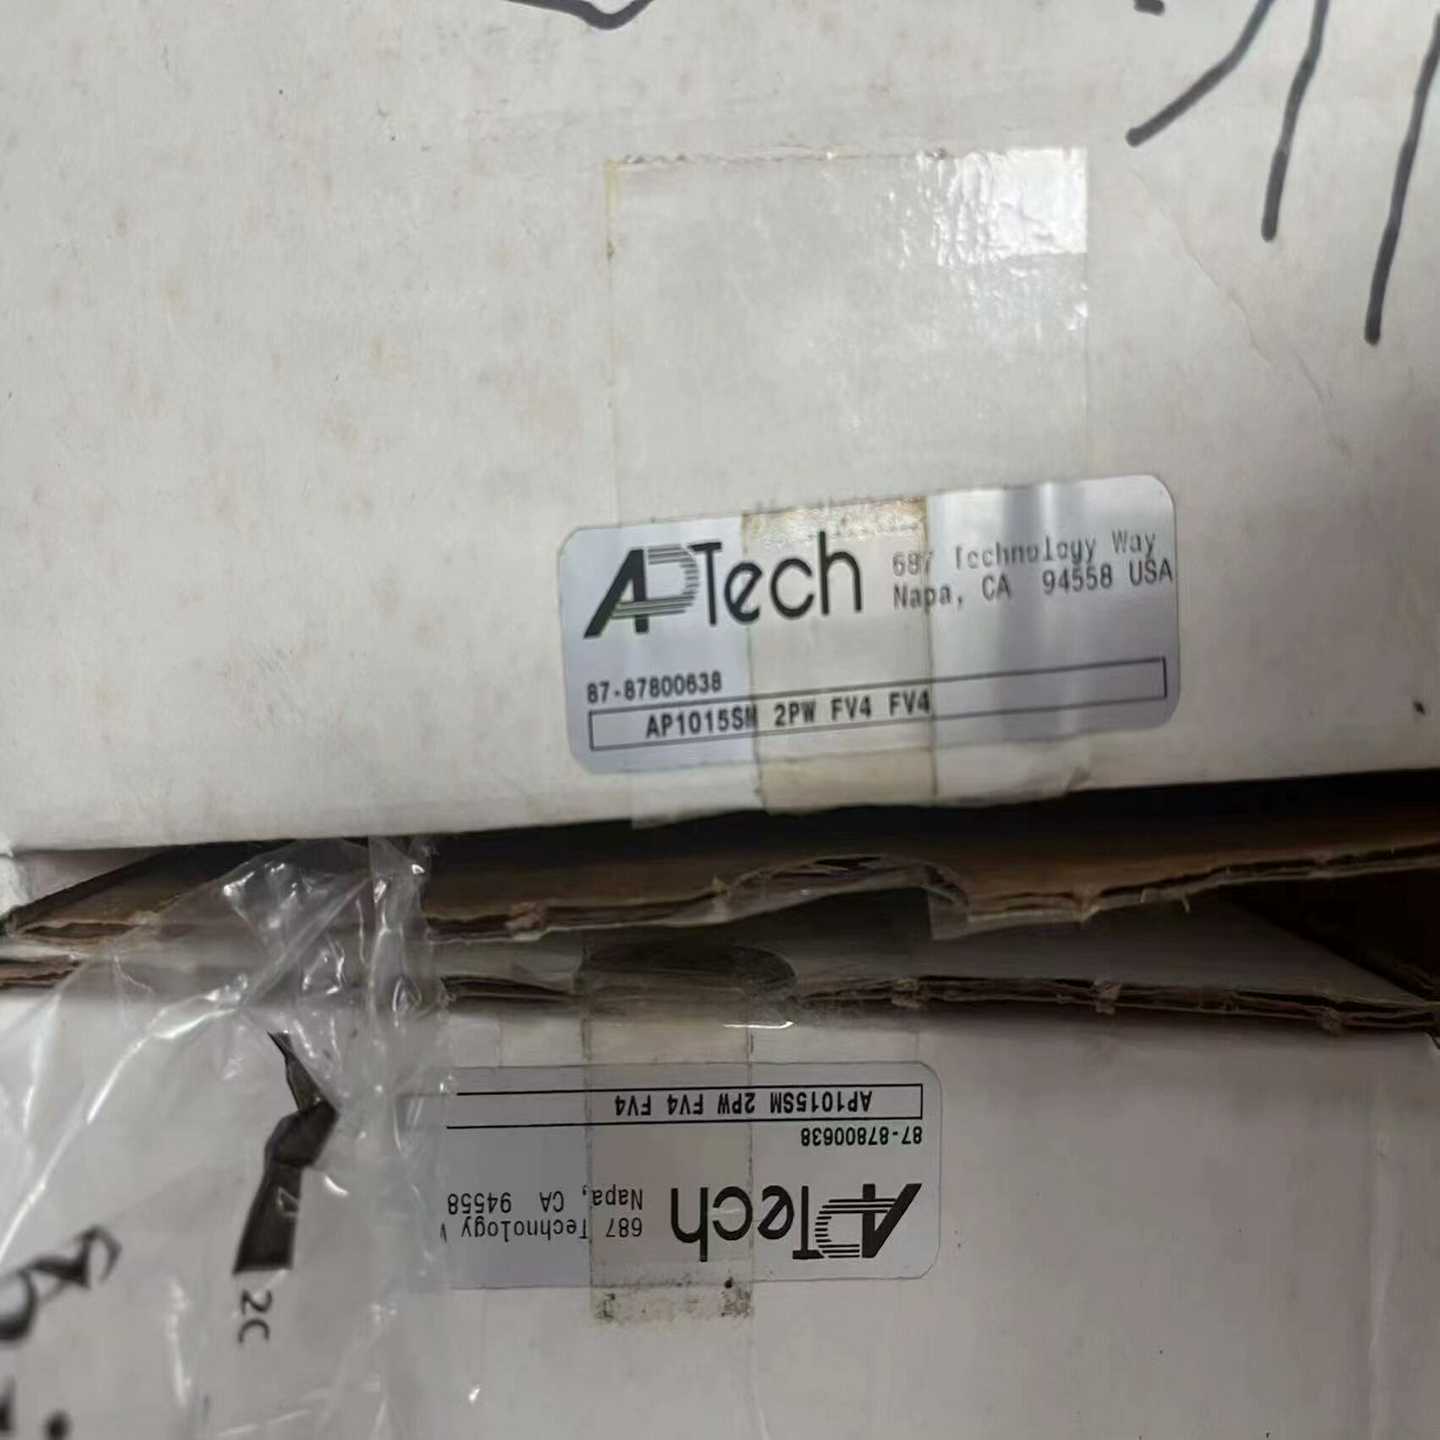 APTech
687 Technology Way
Napa, CA 94558 USA
87-87800638
AP1015SM 2PW FV4 FV4
AP1015SM 2PW FV4 FV4
87-87800638
APTech
687 Technology
Napa, CA 94558
2C